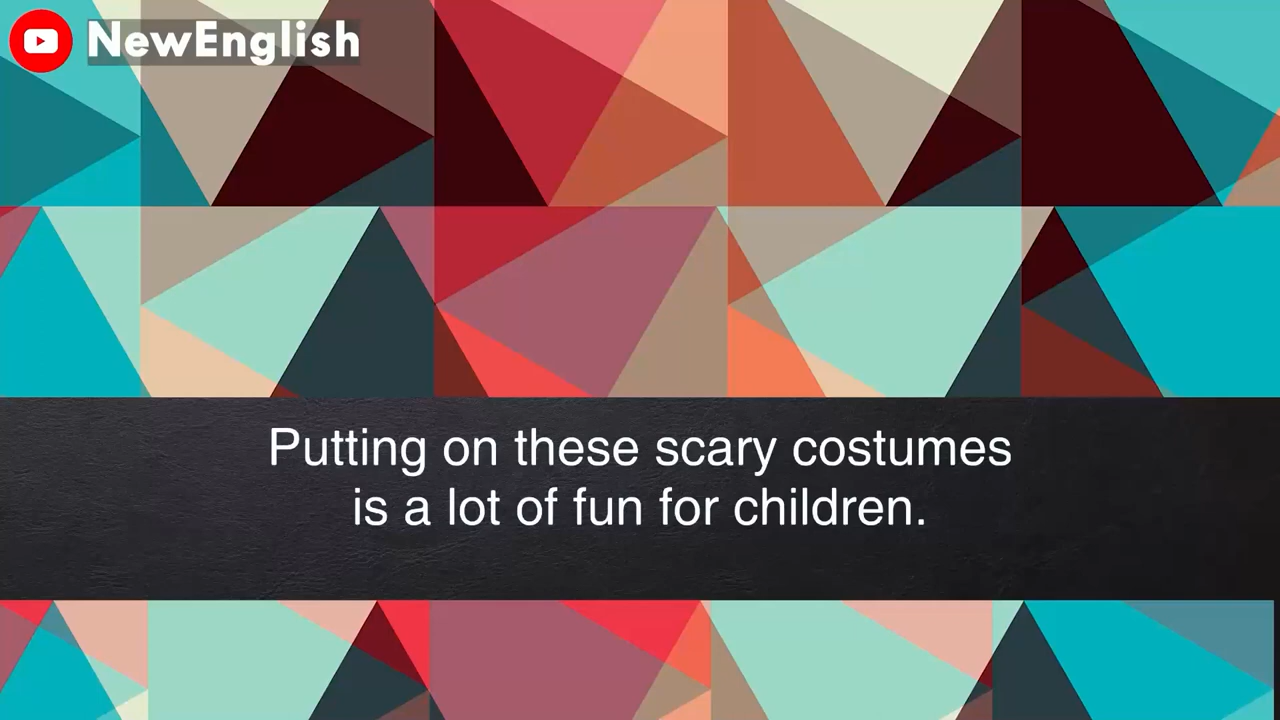 NewEnglish
Putting on these scary costumes
is a lot of fun for children.